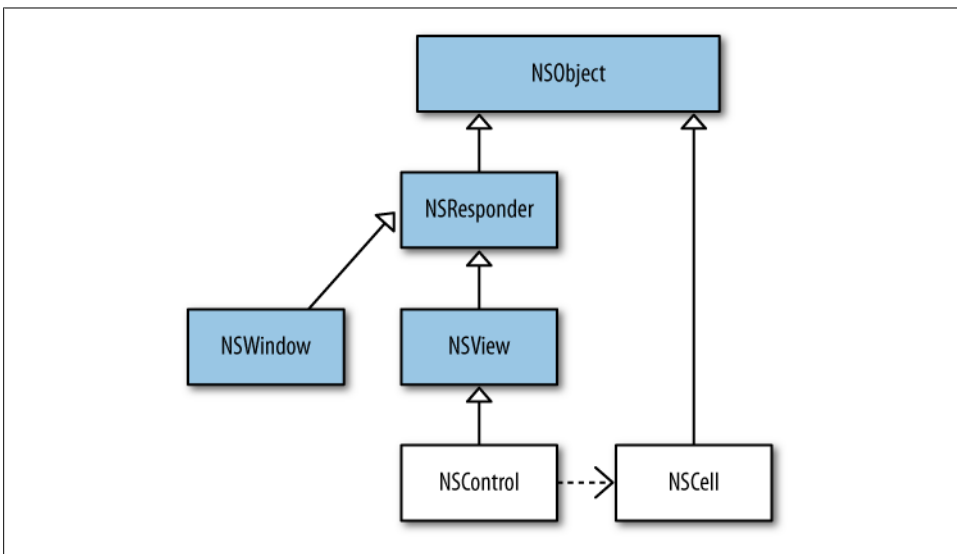 NSObject
NSResponder
NSWindow
NSView
NSControl
NSCell